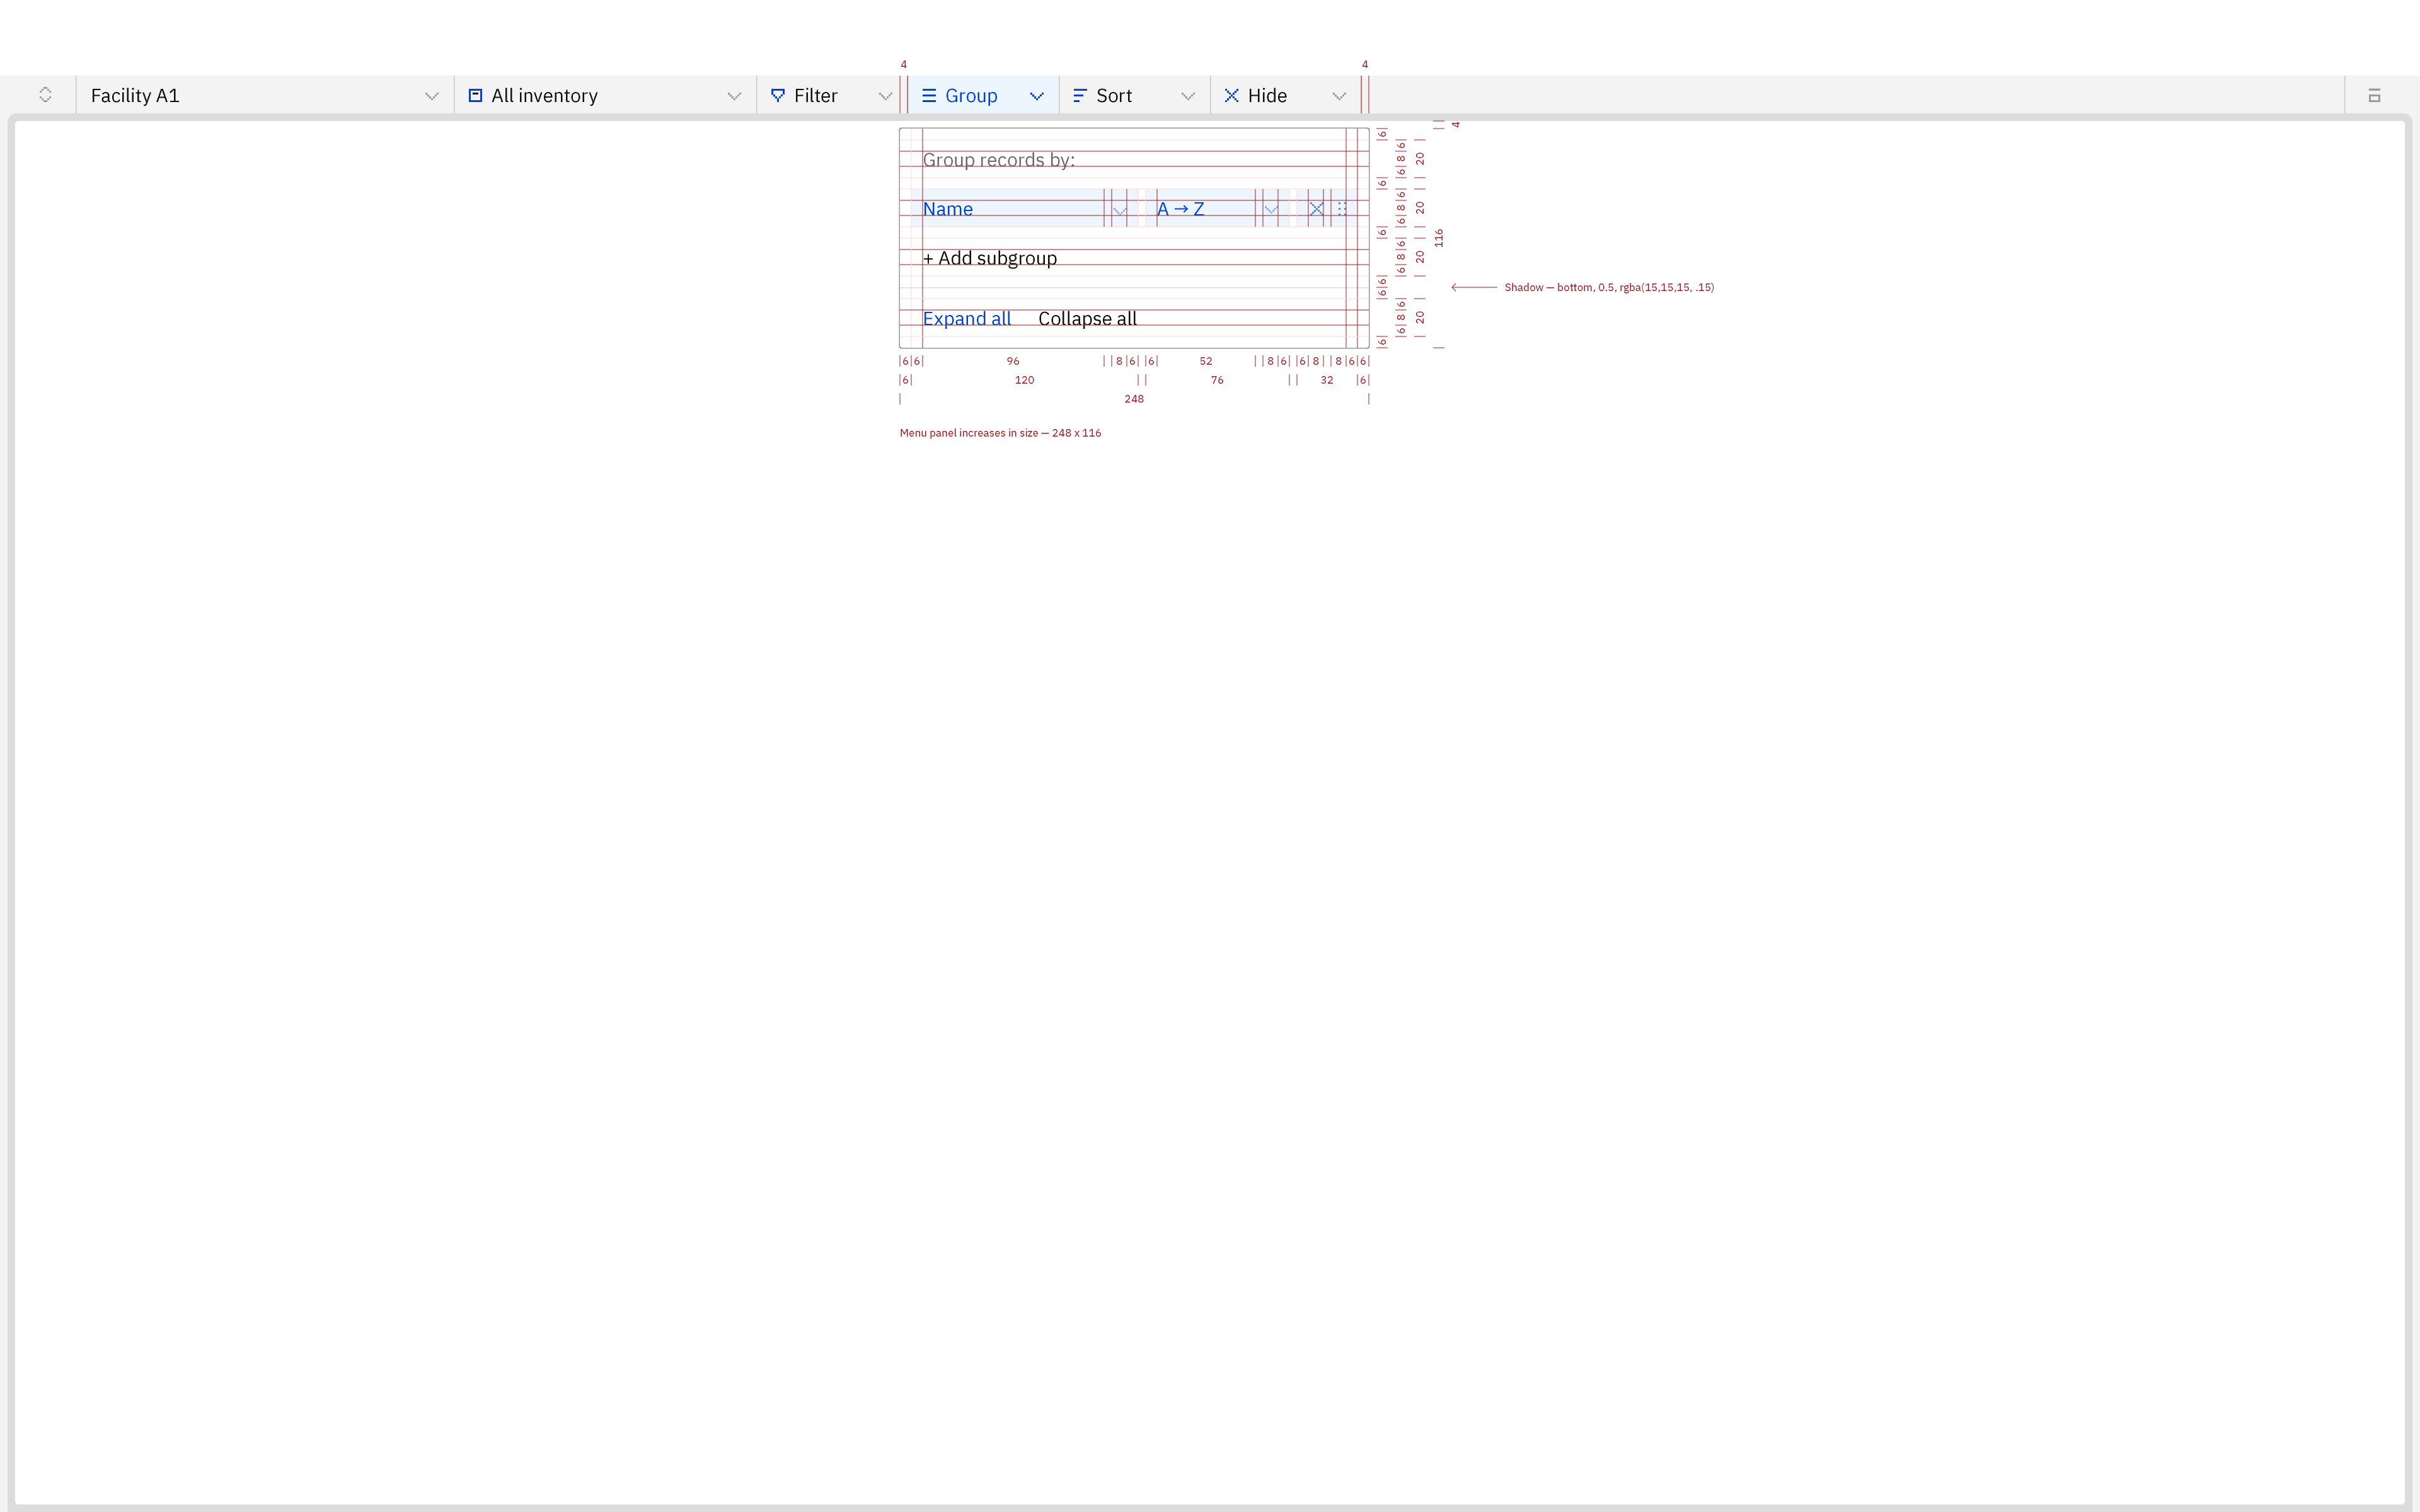 4 4
Facility A1 All inventory Filter Group Sort Hide
4
6
Group records by: 6 8 6 20
6
Name A → Z 6 8 6 20
6 116
+ Add subgroup 6 8 6 20
6 6 Shadow — bottom, 0.5, rgba(15,15,15, .15)
Expand all Collapse all 6 8 6 20
6
6 6 96 8 6 6 52 8 6 6 8 8 6 6
6 120 76 32 6
248
Menu panel increases in size — 248 x 116